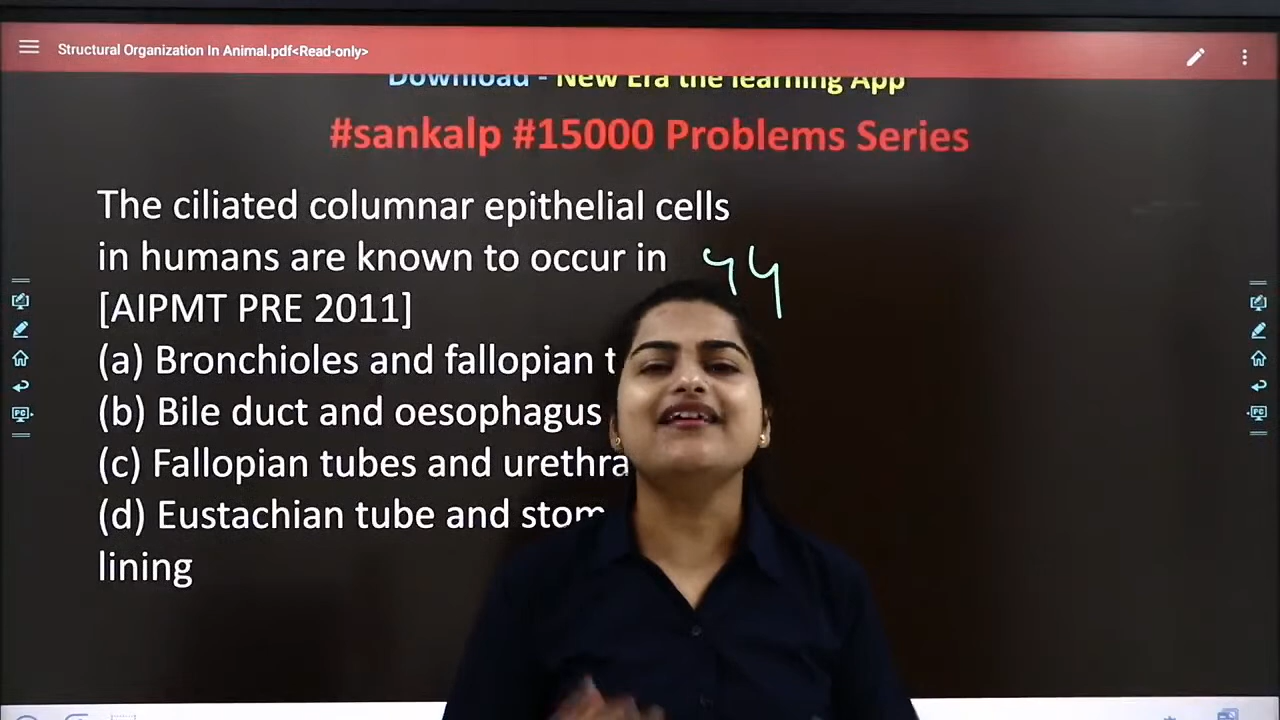 Structural Organization In Animal.pdf<Read-only>
Download - New Era the learning App
#sankalp #15000 Problems Series
The ciliated columnar epithelial cells
in humans are known to occur in
[AIPMT PRE 2011]
(a) Bronchioles and fallopian
(b) Bile duct and oesophagus
(c) Fallopian tubes and urethra
(d) Eustachian tube and
lining
PC
PC